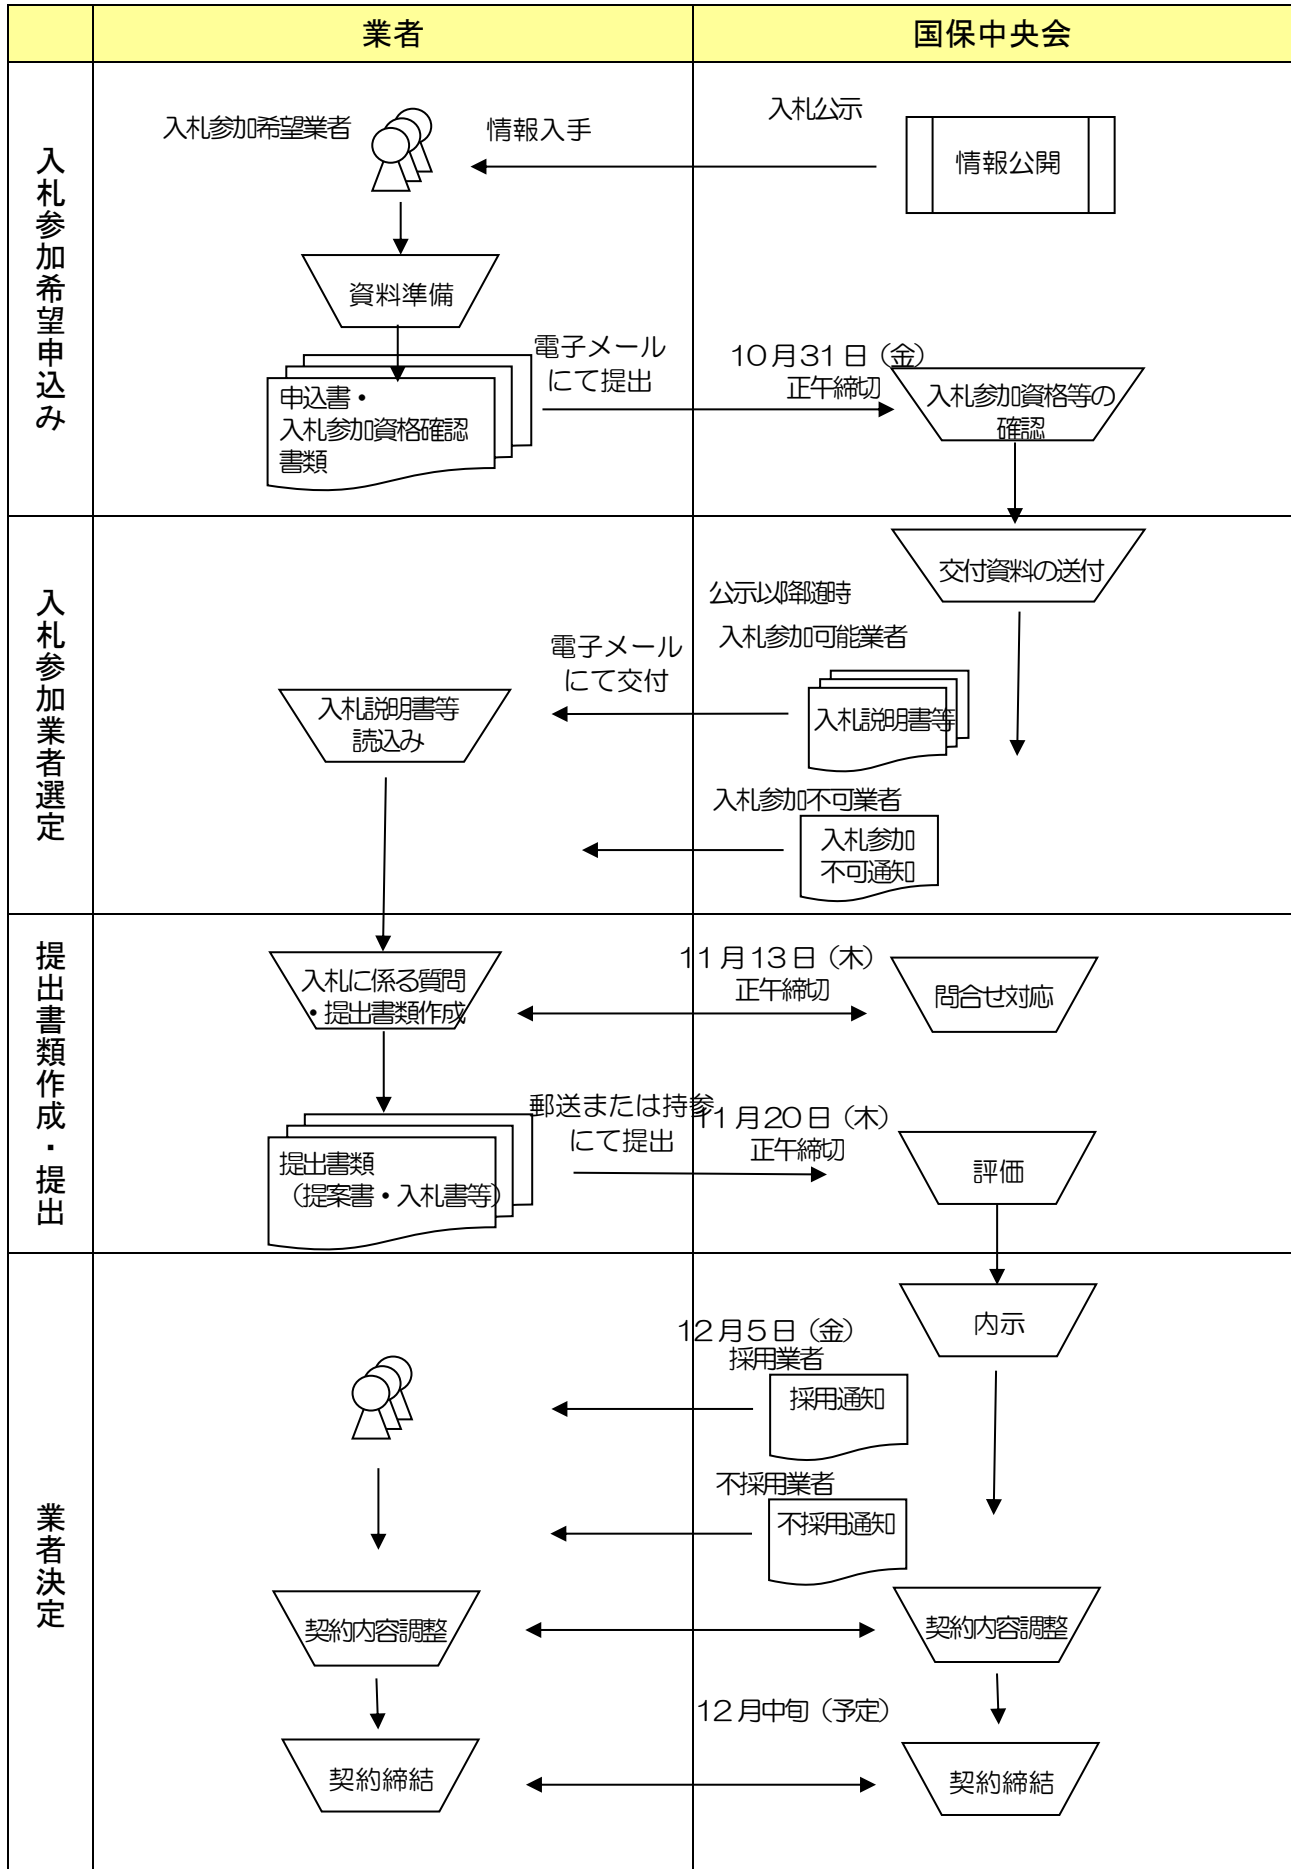 業者
国保中央会
入札参加希望申込み
入札参加希望業者
情報入手
入札公示
情報公開
資料準備
電子メール
にて提出
10月31日（金）
正午締切
申込書・
入札参加資格確認
書類
入札参加資格等の
確認
入札参加業者選定
交付資料の送付
公示以降随時
入札参加可能業者
電子メール
にて交付
入札説明書等
入札説明書等
読込み
入札参加不可業者
入札参加
不可通知
提出書類作成・提出
入札に係る質問
・提出書類作成
11月13日（木）
正午締切
問合せ対応
郵送または持参
にて提出
11月20日（木）
正午締切
提出書類
（提案書・入札書等）
評価
業者決定
内示
12月5日（金）
採用業者
採用通知
不採用業者
不採用通知
契約内容調整
契約内容調整
12月中旬（予定）
契約締結
契約締結